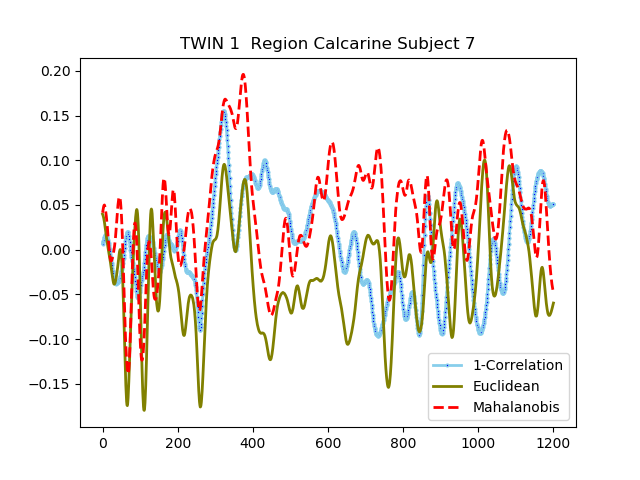 TWIN 1  Region Calcarine Subject 7
0.20
0.15
0.10
0.05
0.00
−0.05
−0.10
−0.15
1-Correlation
Euclidean
Mahalanobis
0 200 400 600 800 1000 1200